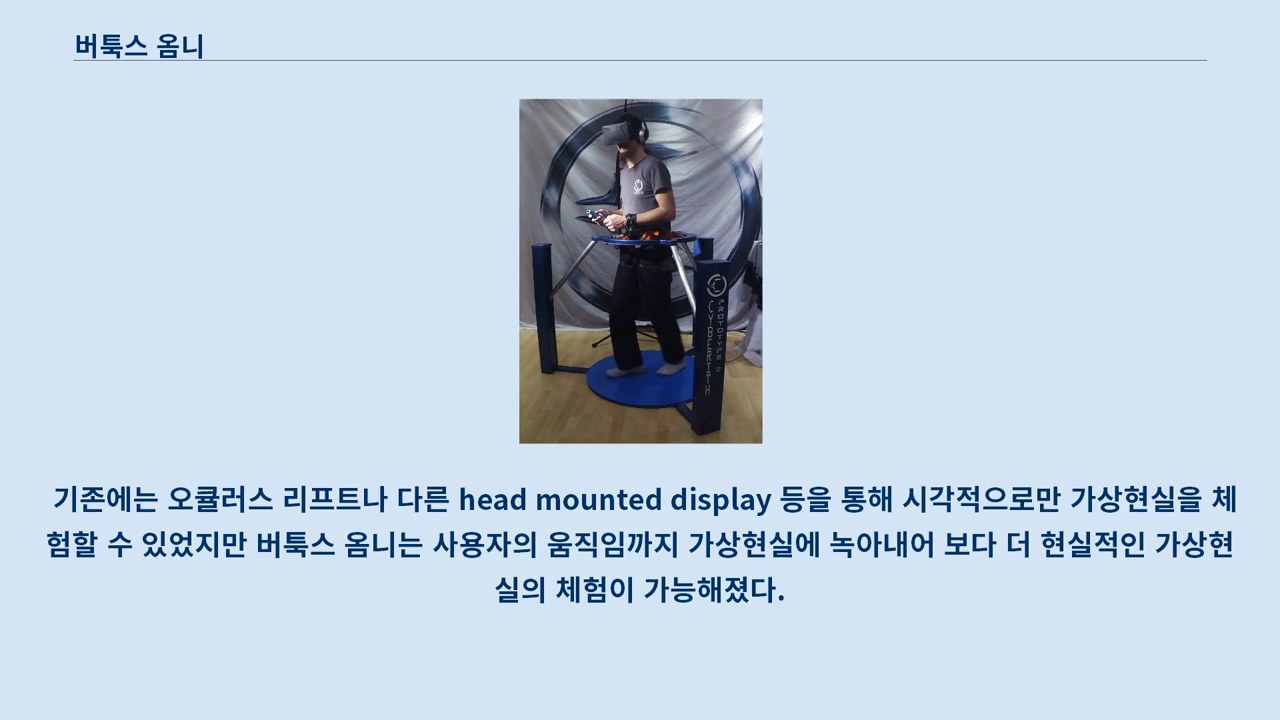 버툭스 옴니
PROTOTYPE 2
기존에는 오큘러스 리프트나 다른 head mounted display 등을 통해 시각적으로만 가상현실을 체
험할 수 있었지만 버툭스 옴니는 사용자의 움직임까지 가상현실에 녹아내어 보다 더 현실적인 가상현
실의 체험이 가능해졌다.